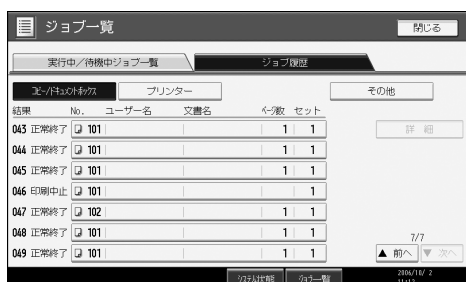 ジョブ一覧
閉じる
実行中/待機中ジョブ一覧
ジョブ履歴
コピー/ドキュメントボックス
プリンター
その他
結果 No. ユーザー名 文書名 ページ数 セット
043 正常終了 101 1 1
詳細
044 正常終了 101 1 1
045 正常終了 101 1 1
046 印刷中止 101 1
047 正常終了 102 1 1
048 正常終了 101 1 1
7/7
049 正常終了 101 1 1
▲ 前へ ▼ 次へ
システム状態 ジョブ一覧 2006/10/ 2
11:12